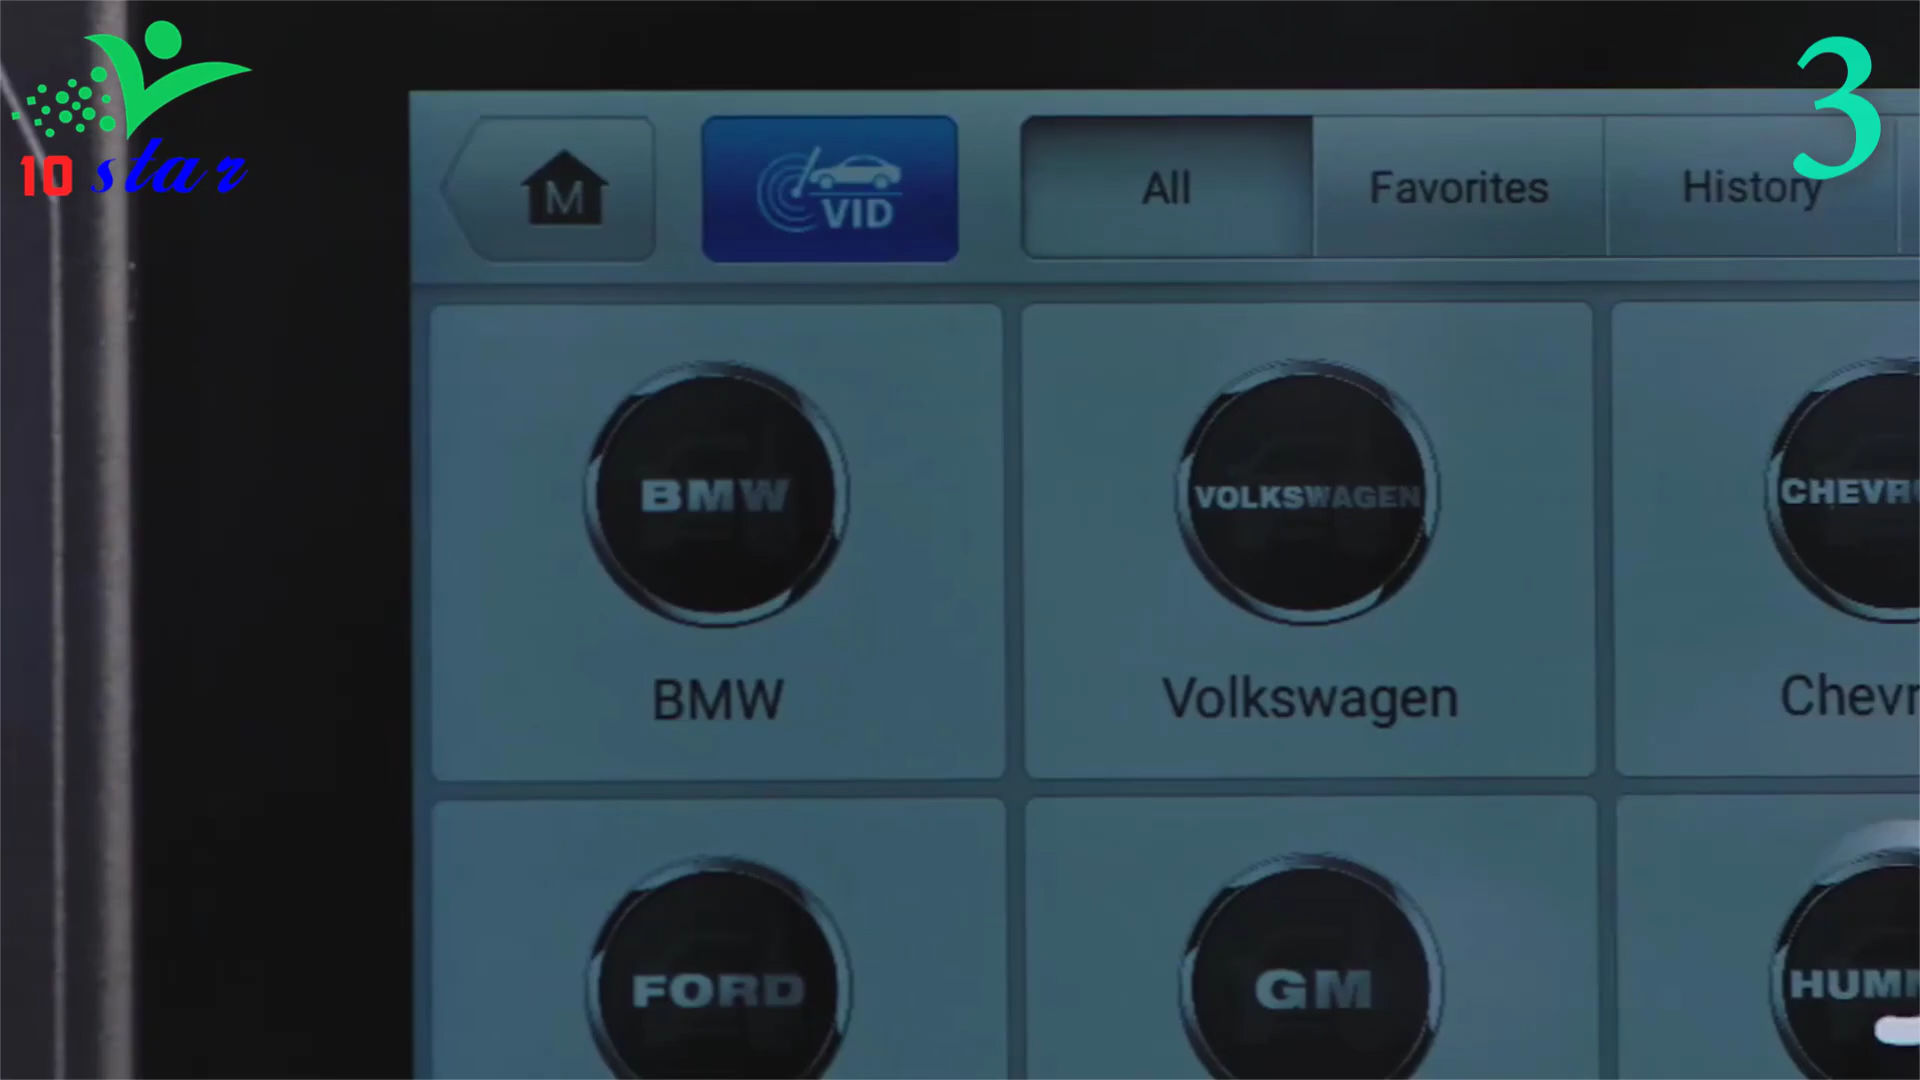 10 star
3
M
VID
All
Favorites
History
BMW
VOLKSWAGEN
BMW
Volkswagen
FORD
GM